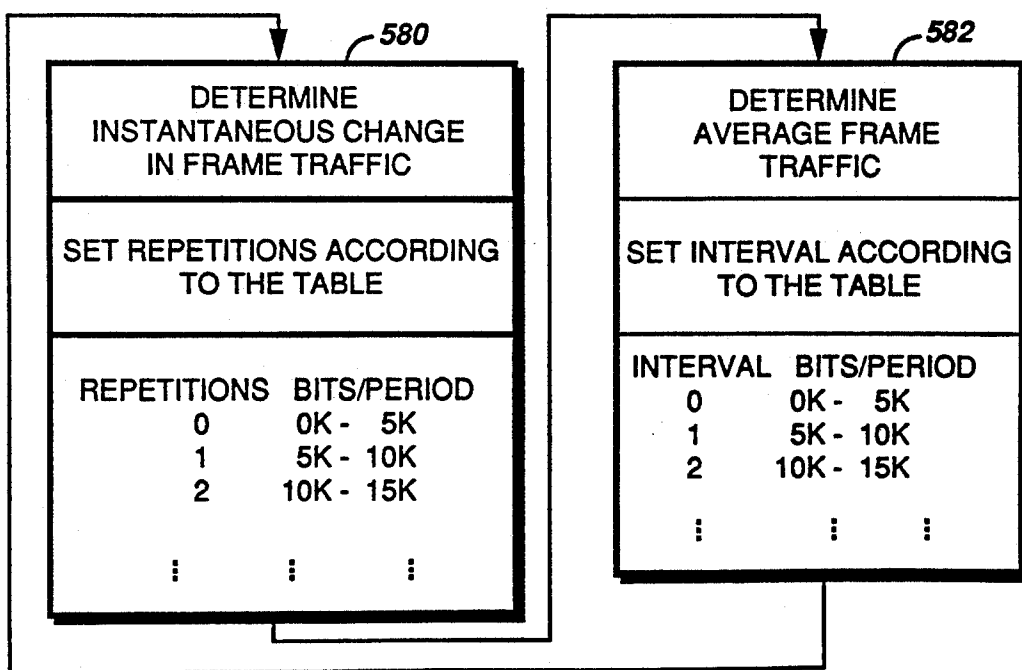 580
DETERMINE
INSTANTANEOUS CHANGE
IN FRAME TRAFFIC
SET REPETITIONS ACCORDING
TO THE TABLE
REPETITIONS BITS/PERIOD
0 0K - 5K
1 5K - 10K
2 10K - 15K
582
DETERMINE
AVERAGE FRAME
TRAFFIC
SET INTERVAL ACCORDING
TO THE TABLE
INTERVAL BITS/PERIOD
0 0K - 5K
1 5K - 10K
2 10K - 15K